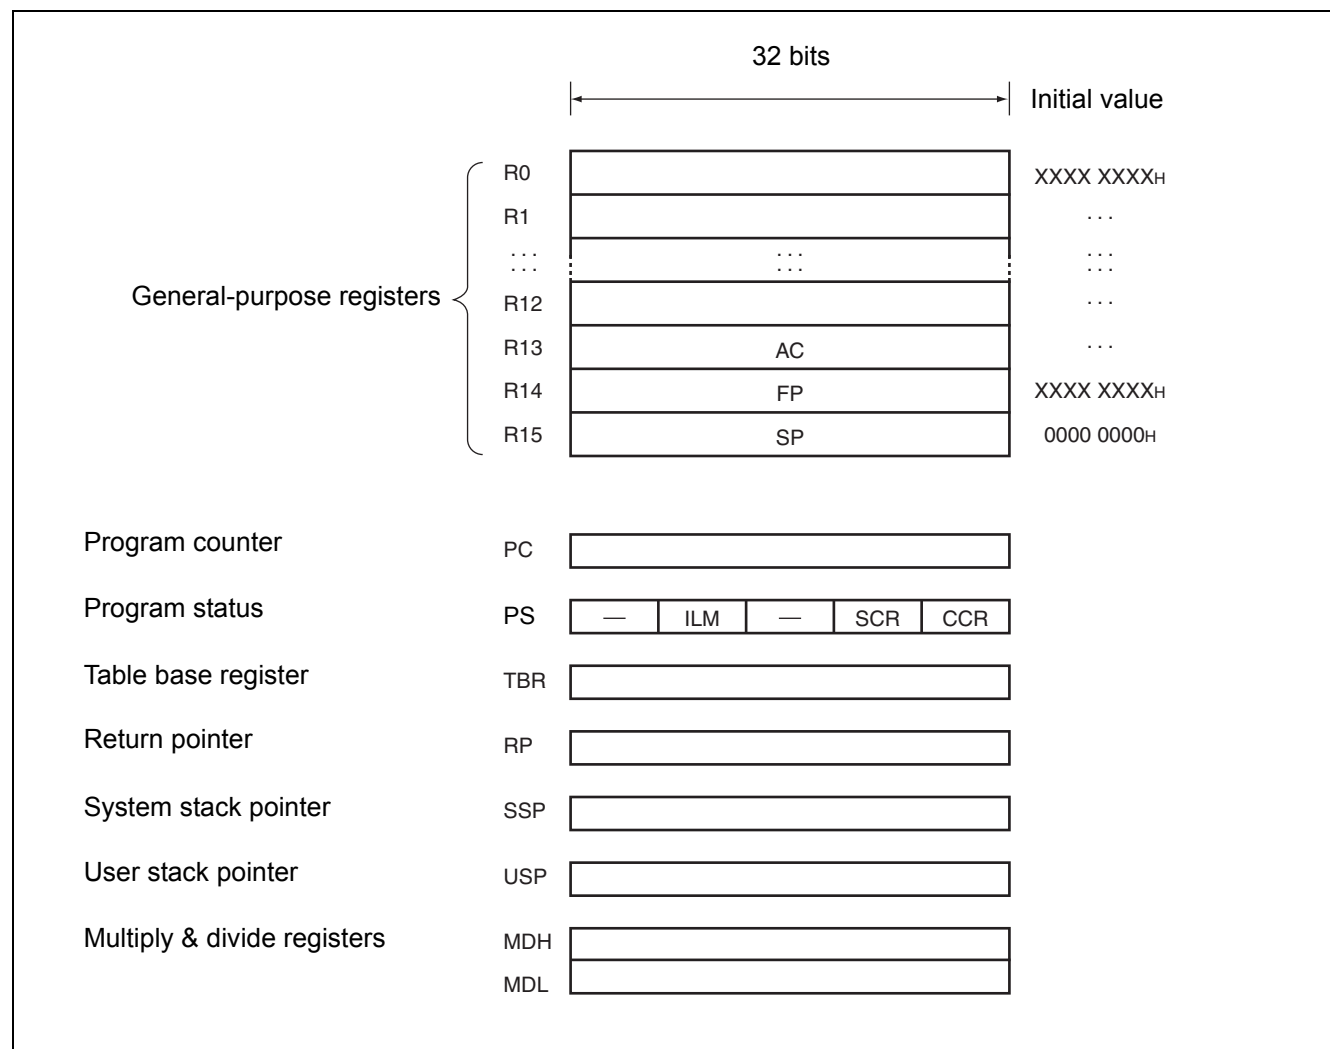 32 bits
Initial value
R0 XXXX XXXXH
R1 . . .
. . . . . . . . .
. . . . . . . . .
General-purpose registers
R12 . . .
R13 AC . . .
R14 FP XXXX XXXXH
R15 SP 0000 0000H
Program counter PC
Program status PS — ILM — SCR CCR
Table base register TBR
Return pointer RP
System stack pointer SSP
User stack pointer USP
Multiply & divide registers MDH
MDL